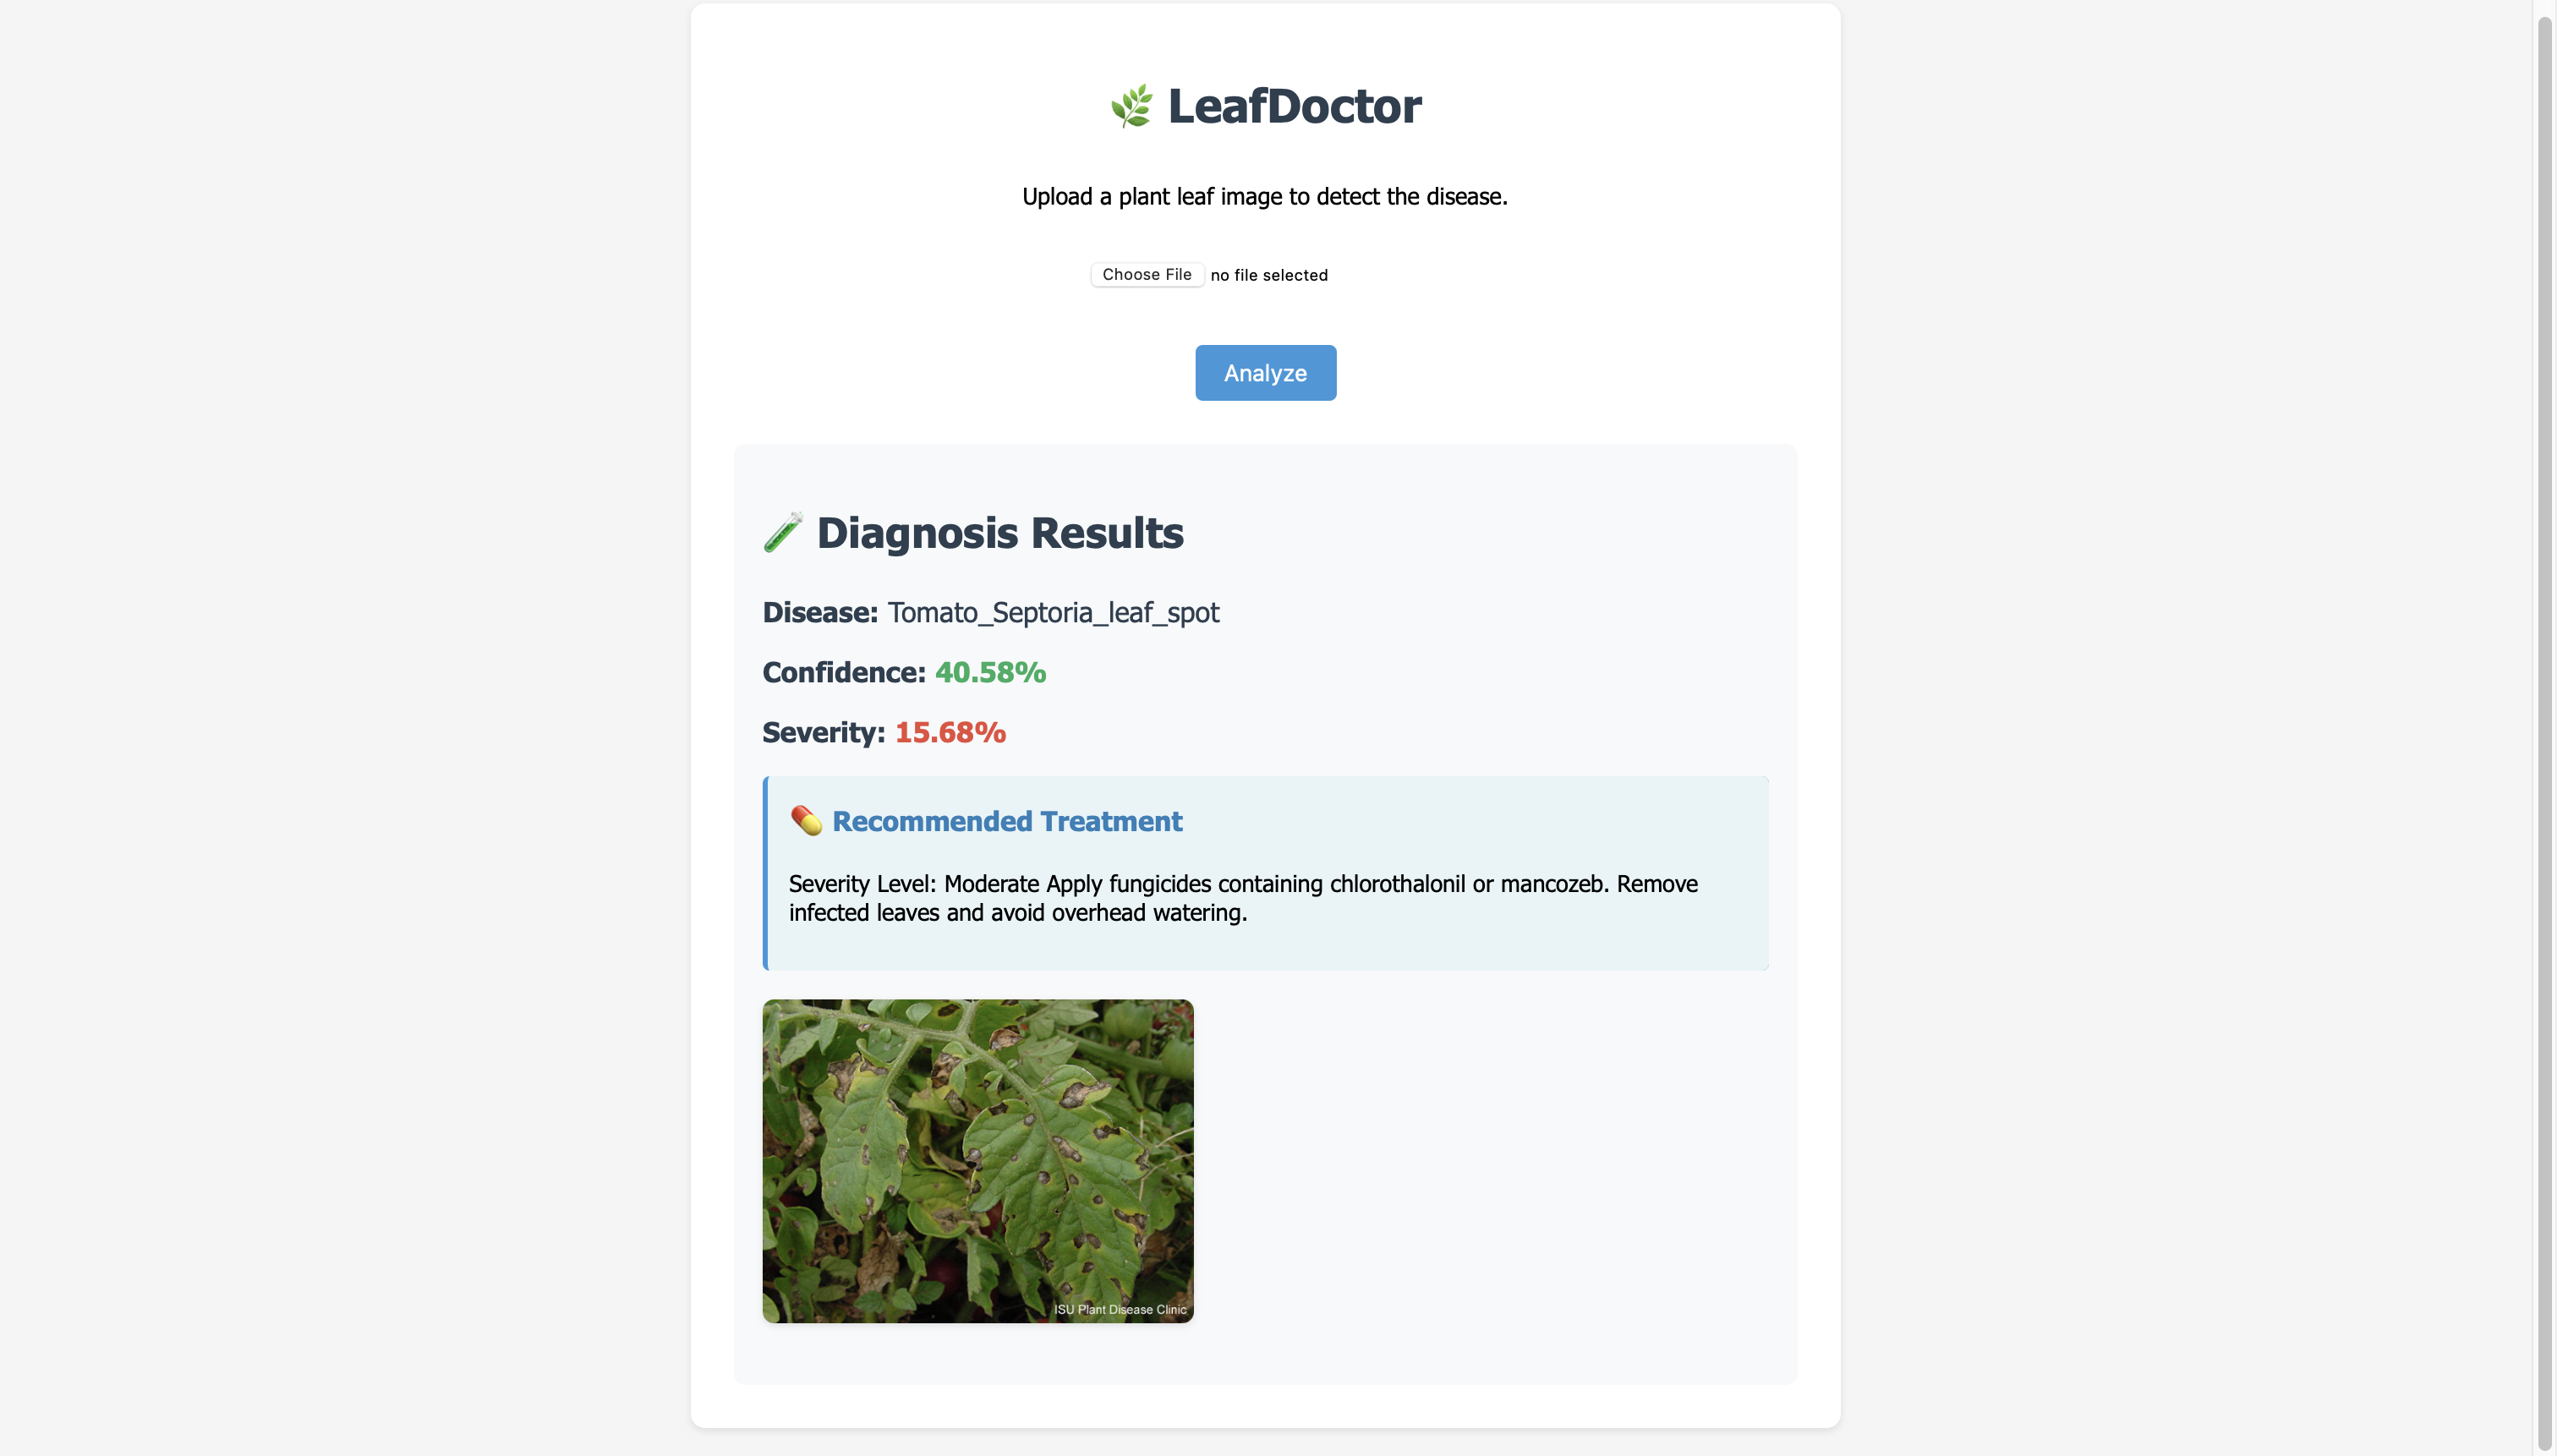 🌿 LeafDoctor
Upload a plant leaf image to detect the disease.
Choose File no file selected
Analyze
🧪 Diagnosis Results
Disease: Tomato_Septoria_leaf_spot
Confidence: 40.58%
Severity: 15.68%
💊 Recommended Treatment
Severity Level: Moderate Apply fungicides containing chlorothalonil or mancozeb. Remove
infected leaves and avoid overhead watering.
ISU Plant Disease Clinic